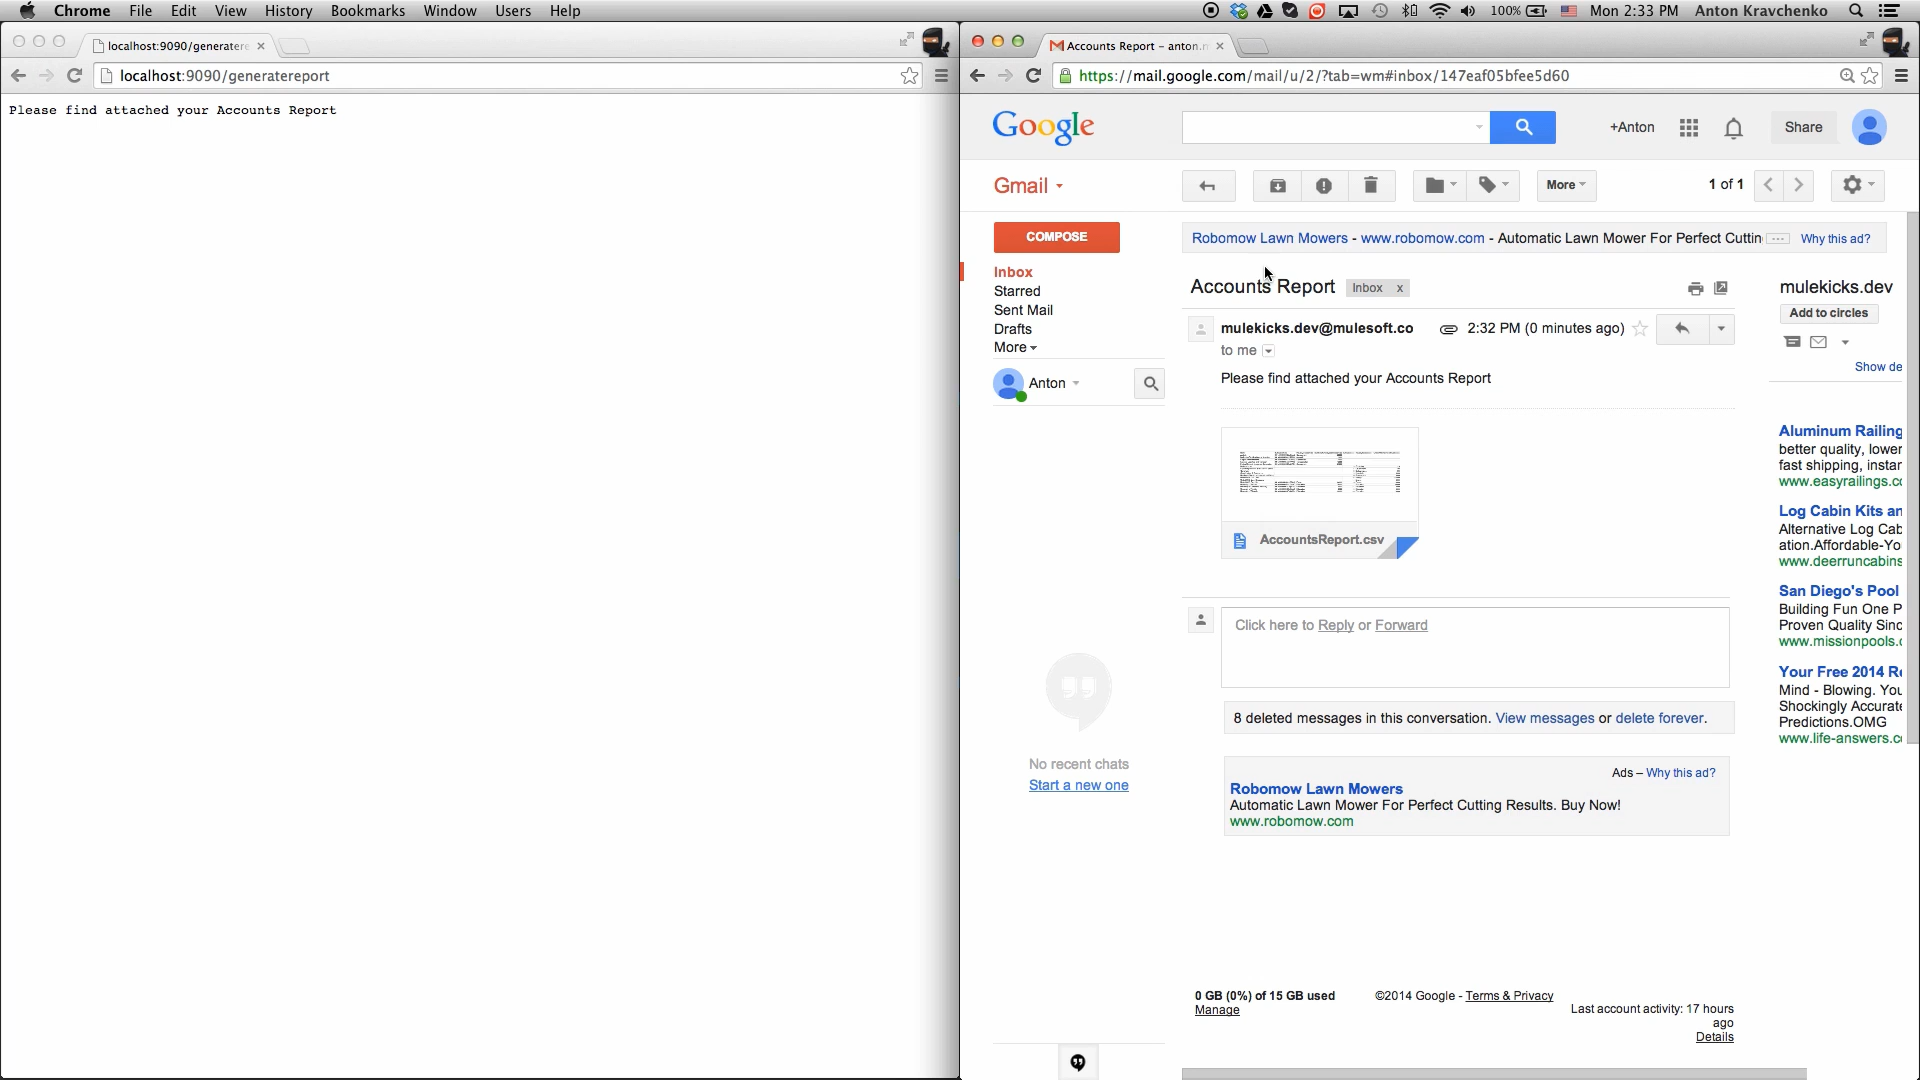 Chrome File Edit View History Bookmarks Window Users Help
100% Mon 2:33 PM Anton Kravchenko
localhost:9090/generatere
localhost:9090/generatereport
Please find attached your Accounts Report
Accounts Report – anton.
https://mail.google.com/mail/u/2/?tab=wm#inbox/147eaf05bfee5d60
Google
+Anton
Share
Gmail
More
1 of 1
COMPOSE
Inbox
Starred
Sent Mail
Drafts
More
Anton
No recent chats
Start a new one
Robomow Lawn Mowers - www.robomow.com - Automatic Lawn Mower For Perfect Cuttin
Why this ad?
Accounts Report
Inbox x
mulekicks.dev@mulesoft.co
2:32 PM (0 minutes ago)
to me
Please find attached your Accounts Report
AccountsReport.csv
Click here to Reply or Forward
8 deleted messages in this conversation. View messages or delete forever.
Ads – Why this ad?
Robomow Lawn Mowers
Automatic Lawn Mower For Perfect Cutting Results. Buy Now!
www.robomow.com
0 GB (0%) of 15 GB used
Manage
©2014 Google - Terms & Privacy
Last account activity: 17 hours
ago
Details
mulekicks.dev
Add to circles
Show de
Aluminum Railing
better quality, lower
fast shipping, instar
www.easyrailings.co
Log Cabin Kits an
Alternative Log Cab
ation.Affordable-Yo
www.deerruncabins
San Diego's Pool
Building Fun One P
Proven Quality Sinc
www.missionpools.c
Your Free 2014 Re
Mind - Blowing. You
Shockingly Accurate
Predictions.OMG
www.life-answers.co